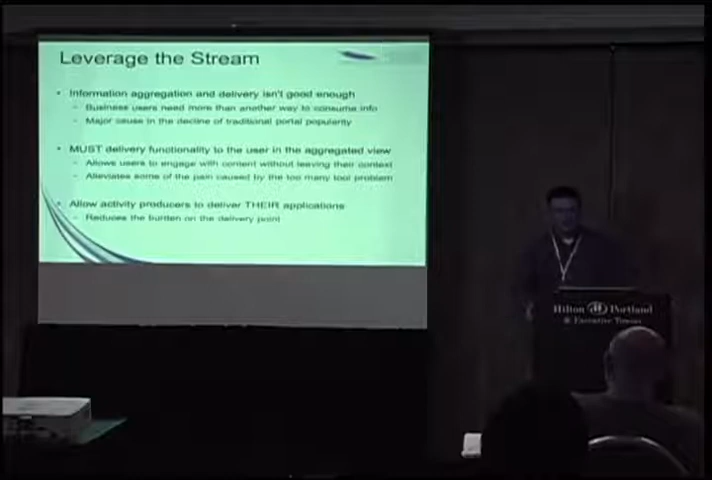 Leverage the Stream
Information aggregation and delivery isn't good enough
Business users need more than another way to consume info
Major cause in the decline of traditional portal popularity
MUST delivery functionality to the user in the aggregated view
Allows users to engage with content without leaving their context
Alleviates some of the pain caused by the too many tool problem
Allow activity producers to deliver THEIR applications
Reduces the burden on the delivery point
Hilton Portland
& Executive Tower